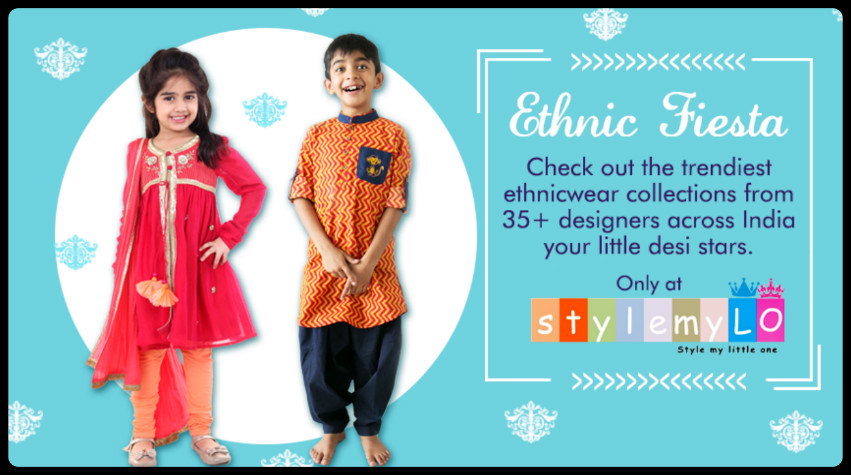 Ethnic Fiesta
Check out the trendiest
ethnicwear collections from
35+ designers across India
your little desi stars.
Only at
stylemyLO
Style my little one